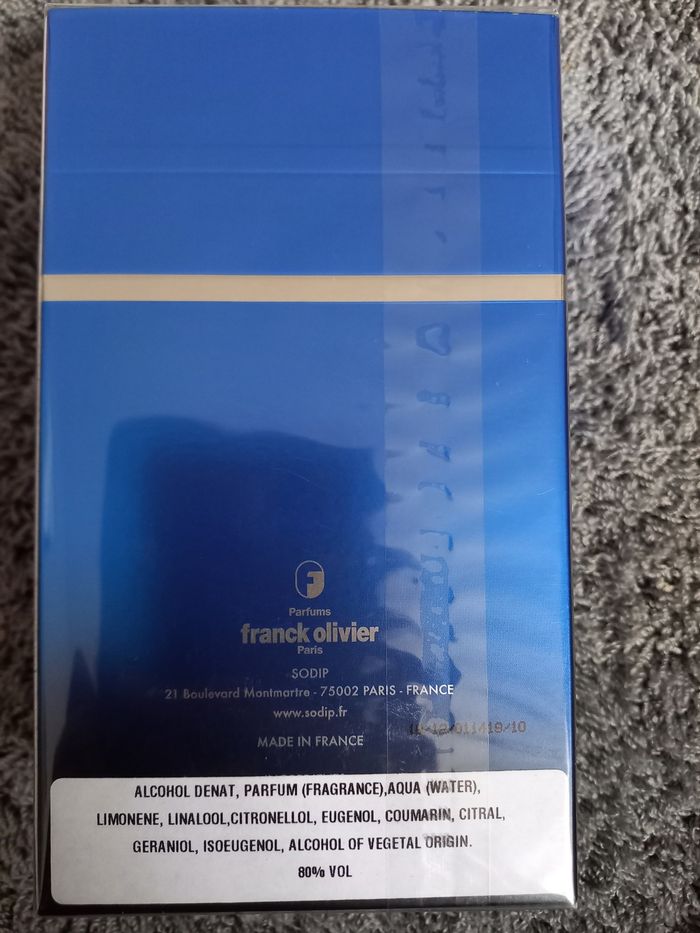 F
Parfums
franck olivier
Paris
SODIP
21 Boulevard Montmartre - 75002 PARIS - FRANCE
www.sodip.fr
MADE IN FRANCE
ALCOHOL DENAT, PARFUM (FRAGRANCE),AQUA (WATER),
LIMONENE, LINALOOL,CITRONELLOL, EUGENOL, COUMARIN, CITRAL,
GERANIOL, ISOEUGENOL, ALCOHOL OF VEGETAL ORIGIN.
80% VOL